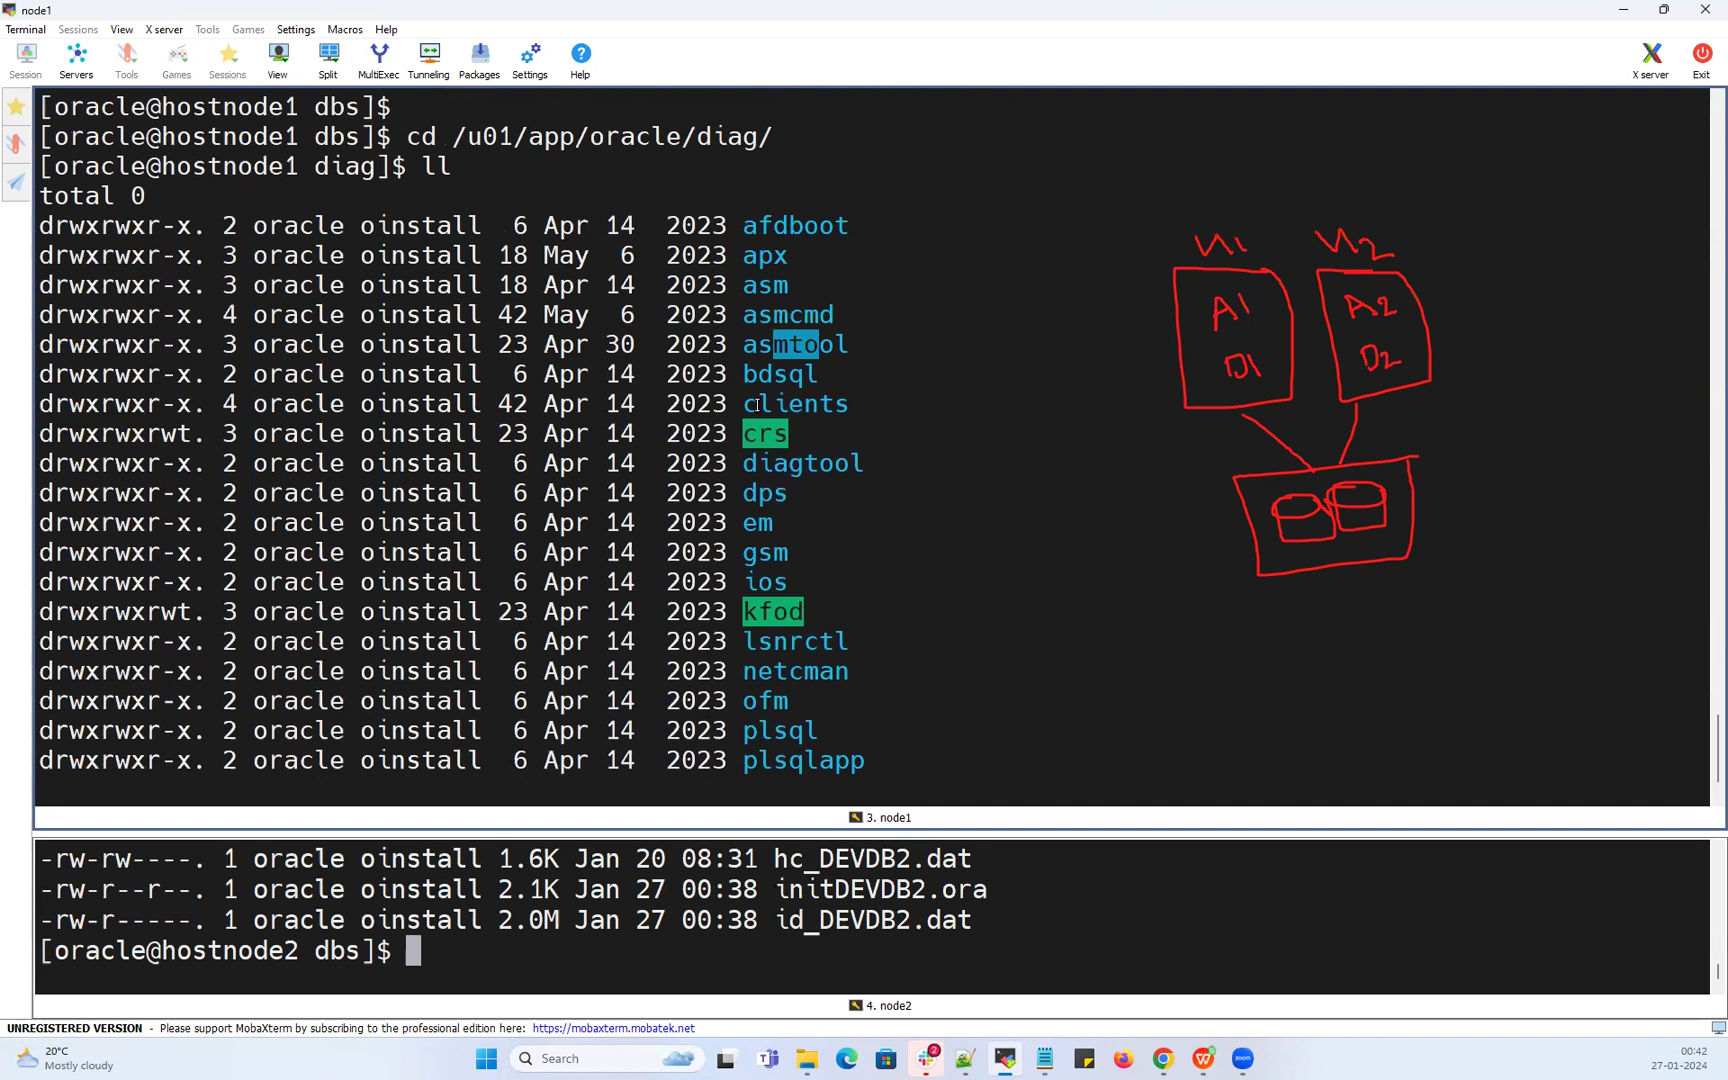 node1
Terminal Sessions View X server Tools Games Settings Macros Help
Session Servers Tools Games Sessions View Split MultiExec Tunneling Packages Settings Help X server Exit
[oracle@hostnode1 dbs]$
[oracle@hostnode1 dbs]$ cd /u01/app/oracle/diag/
[oracle@hostnode1 diag]$ ll
total 0
drwxrwxr-x. 2 oracle oinstall 6 Apr 14 2023 afdboot
drwxrwxr-x. 3 oracle oinstall 18 May 6 2023 apx
drwxrwxr-x. 3 oracle oinstall 18 Apr 14 2023 asm
drwxrwxr-x. 4 oracle oinstall 42 May 6 2023 asmcmd
drwxrwxr-x. 3 oracle oinstall 23 Apr 30 2023 asmtool
drwxrwxr-x. 2 oracle oinstall 6 Apr 14 2023 bdsql
drwxrwxr-x. 4 oracle oinstall 42 Apr 14 2023 clients
drwxrwxrwt. 3 oracle oinstall 23 Apr 14 2023 crs
drwxrwxr-x. 2 oracle oinstall 6 Apr 14 2023 diagtool
drwxrwxr-x. 2 oracle oinstall 6 Apr 14 2023 dps
drwxrwxr-x. 2 oracle oinstall 6 Apr 14 2023 em
drwxrwxr-x. 2 oracle oinstall 6 Apr 14 2023 gsm
drwxrwxr-x. 2 oracle oinstall 6 Apr 14 2023 ios
drwxrwxrwt. 3 oracle oinstall 23 Apr 14 2023 kfod
drwxrwxr-x. 2 oracle oinstall 6 Apr 14 2023 lsnrctl
drwxrwxr-x. 2 oracle oinstall 6 Apr 14 2023 netcman
drwxrwxr-x. 2 oracle oinstall 6 Apr 14 2023 ofm
drwxrwxr-x. 2 oracle oinstall 6 Apr 14 2023 plsql
drwxrwxr-x. 2 oracle oinstall 6 Apr 14 2023 plsqlapp
N1 N2
A1 A2
D1 D2
3. node1
-rw-rw----. 1 oracle oinstall 1.6K Jan 20 08:31 hc_DEVDB2.dat
-rw-r--r--. 1 oracle oinstall 2.1K Jan 27 00:38 initDEVDB2.ora
-rw-r-----. 1 oracle oinstall 2.0M Jan 27 00:38 id_DEVDB2.dat
[oracle@hostnode2 dbs]$
4. node2
UNREGISTERED VERSION - Please support MobaXterm by subscribing to the professional edition here: https://mobaxterm.mobatek.net
20°C
Mostly cloudy
Search
2
zoom
00:42
27-01-2024